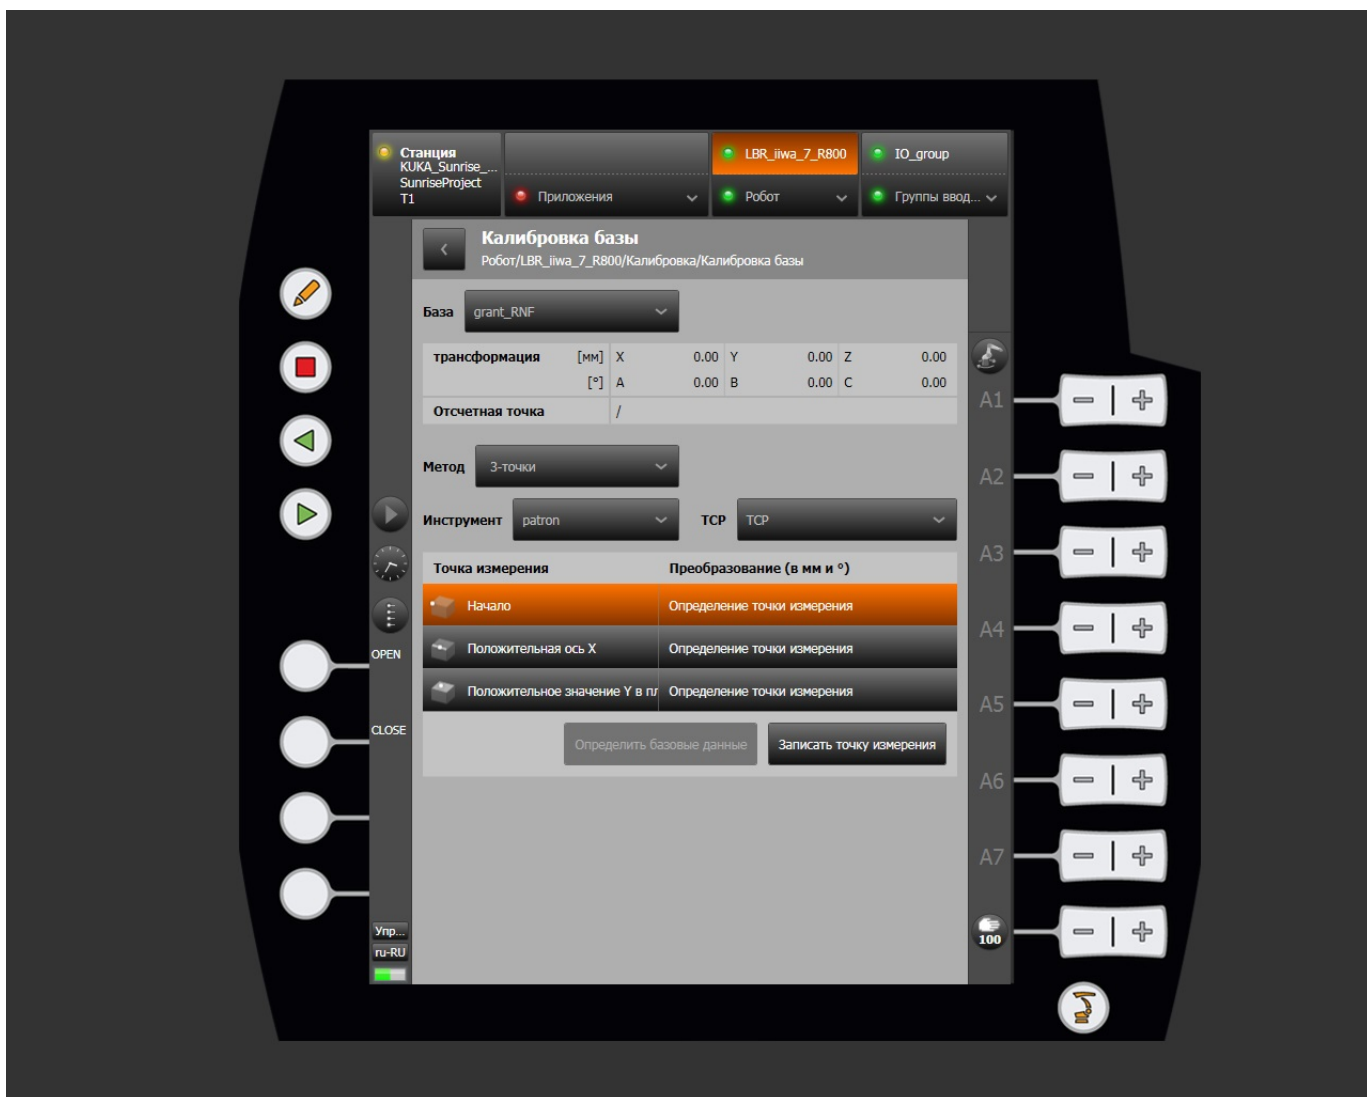 Станция
KUKA_Sunrise_...
SunriseProject
T1
Приложения
LBR_iiwa_7_R800
Робот
IO_group
Группы ввод...
Калибровка базы
Робот/LBR_iiwa_7_R800/Калибровка/Калибровка базы
База grant_RNF
трансформация [мм] X 0.00 Y 0.00 Z 0.00
[°] A 0.00 B 0.00 C 0.00
Отсчетная точка /
Метод 3-точки
Инструмент patron TCP TCP
Точка измерения Преобразование (в мм и °)
Начало Определение точки измерения
Положительная ось X Определение точки измерения
Положительное значение Y в пл Определение точки измерения
Определить базовые данные Записать точку измерения
OPEN
CLOSE
Упр...
ru-RU
A1
A2
A3
A4
A5
A6
A7
100